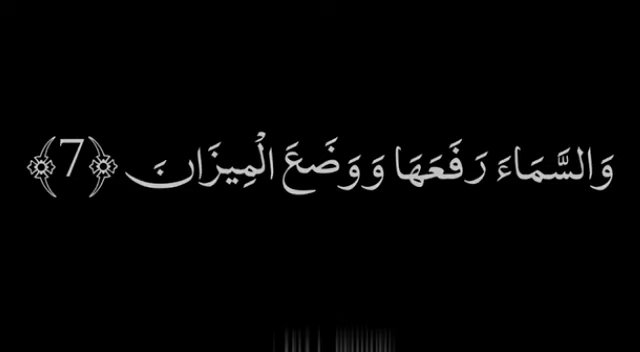 وَالسَّمَاءَ رَفَعَهَا وَوَضَعَ الْمِيزَانَ ﴿7﴾